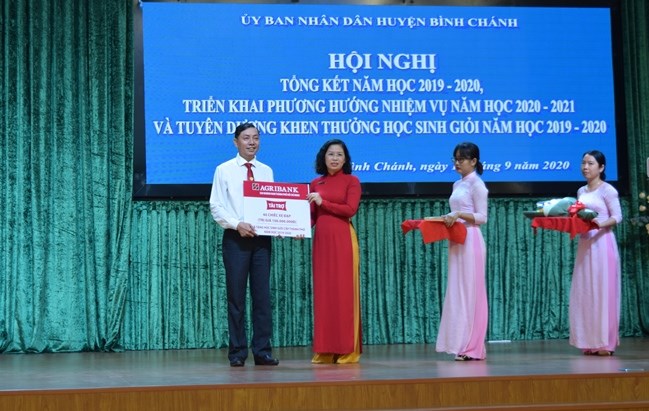 ỦY BAN NHÂN DÂN HUYỆN BÌNH CHÁNH
HỘI NGHỊ
TỔNG KẾT NĂM HỌC 2019 - 2020,
TRIỂN KHAI PHƯƠNG HƯỚNG NHIỆM VỤ NĂM HỌC 2020 - 2021
VÀ TUYÊN DƯƠNG KHEN THƯỞNG HỌC SINH GIỎI NĂM HỌC 2019 - 2020
Bình Chánh, ngày 9/2020
AGRIBANK
TÀI TRỢ